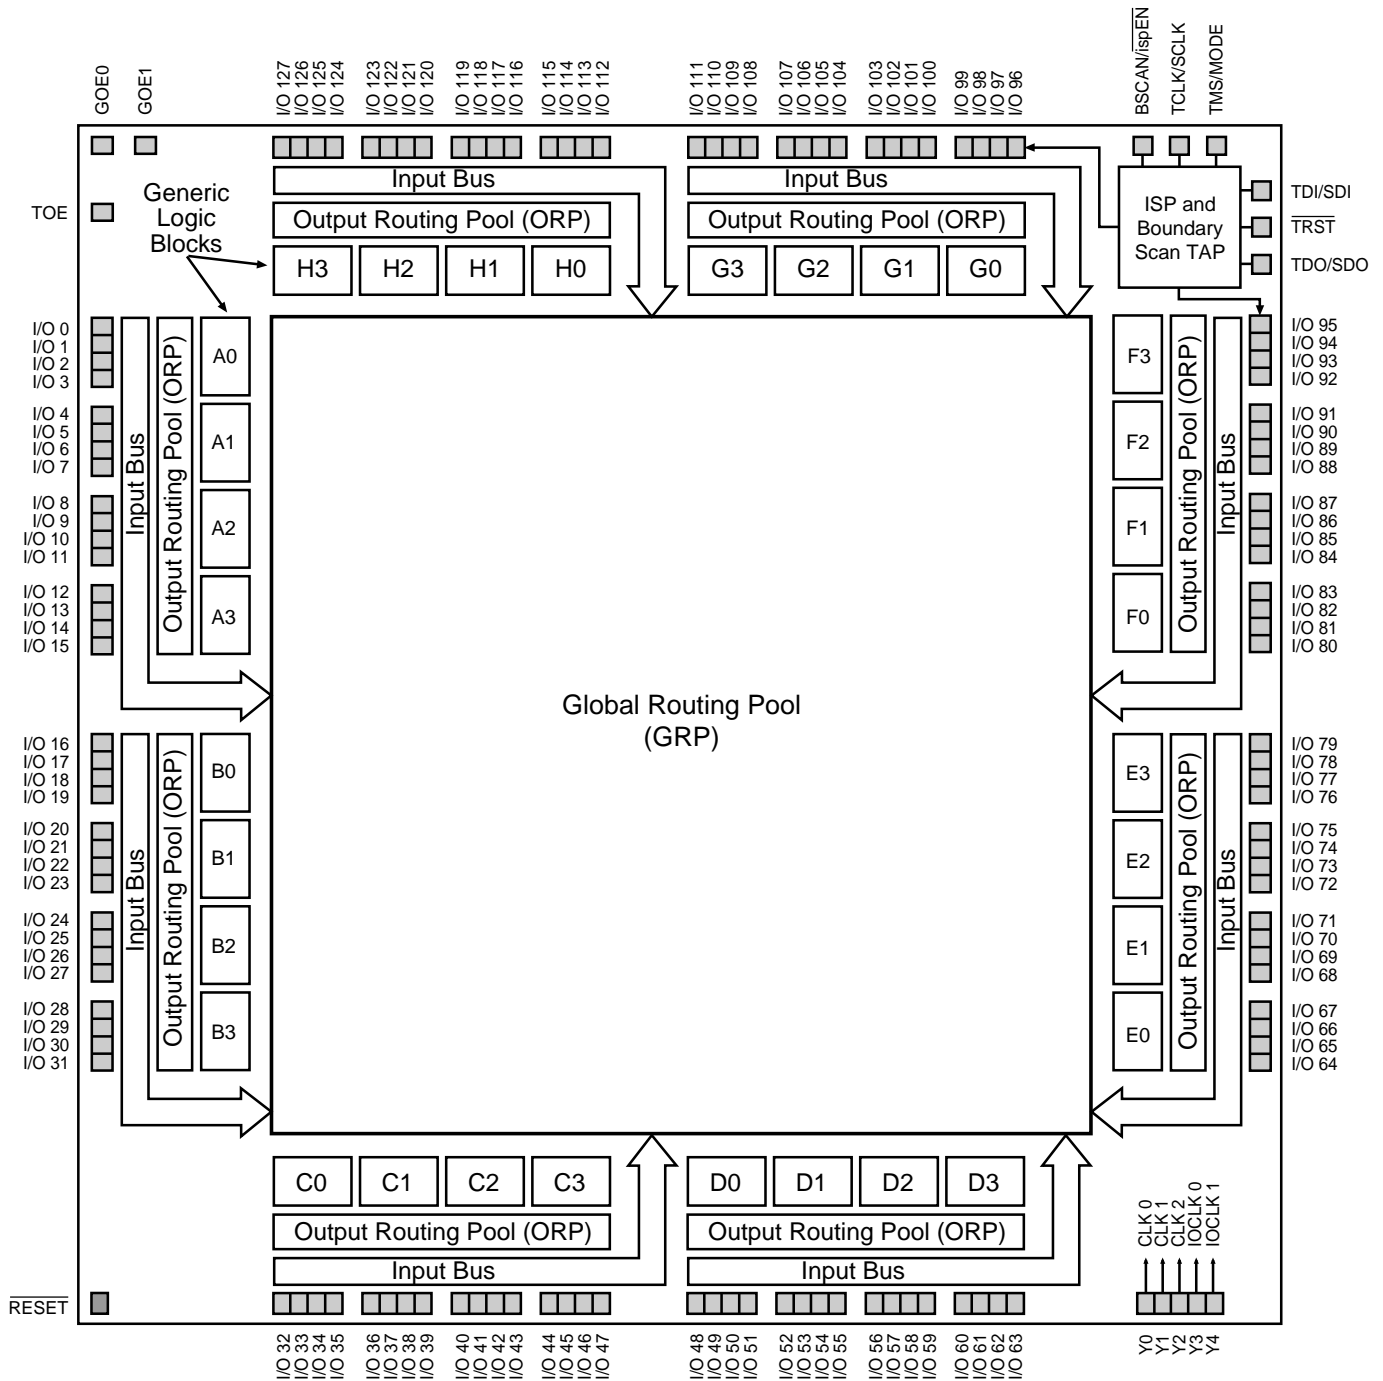 GOE0
GOE1
I/O 127
I/O 126
I/O 125
I/O 124
I/O 123
I/O 122
I/O 121
I/O 120
I/O 119
I/O 118
I/O 117
I/O 116
I/O 115
I/O 114
I/O 113
I/O 112
I/O 111
I/O 110
I/O 109
I/O 108
I/O 107
I/O 106
I/O 105
I/O 104
I/O 103
I/O 102
I/O 101
I/O 100
I/O 99
I/O 98
I/O 97
I/O 96
BSCAN/ispEN
TCLK/SCLK
TMS/MODE
TOE
Generic
Logic
Blocks
Input Bus
Output Routing Pool (ORP)
H3
H2
H1
H0
Input Bus
Output Routing Pool (ORP)
G3
G2
G1
G0
ISP and
Boundary
Scan TAP
TDI/SDI
TRST
TDO/SDO
I/O 0
I/O 1
I/O 2
I/O 3
I/O 4
I/O 5
I/O 6
I/O 7
I/O 8
I/O 9
I/O 10
I/O 11
I/O 12
I/O 13
I/O 14
I/O 15
Input Bus
Output Routing Pool (ORP)
A0
A1
A2
A3
I/O 16
I/O 17
I/O 18
I/O 19
I/O 20
I/O 21
I/O 22
I/O 23
I/O 24
I/O 25
I/O 26
I/O 27
I/O 28
I/O 29
I/O 30
I/O 31
Input Bus
Output Routing Pool (ORP)
B0
B1
B2
B3
Global Routing Pool
(GRP)
F3
F2
F1
F0
Output Routing Pool (ORP)
Input Bus
I/O 95
I/O 94
I/O 93
I/O 92
I/O 91
I/O 90
I/O 89
I/O 88
I/O 87
I/O 86
I/O 85
I/O 84
I/O 83
I/O 82
I/O 81
I/O 80
E3
E2
E1
E0
Output Routing Pool (ORP)
Input Bus
I/O 79
I/O 78
I/O 77
I/O 76
I/O 75
I/O 74
I/O 73
I/O 72
I/O 71
I/O 70
I/O 69
I/O 68
I/O 67
I/O 66
I/O 65
I/O 64
C0
C1
C2
C3
Output Routing Pool (ORP)
Input Bus
D0
D1
D2
D3
Output Routing Pool (ORP)
Input Bus
CLK 0
CLK 1
CLK 2
IOCLK 0
IOCLK 1
RESET
I/O 32
I/O 33
I/O 34
I/O 35
I/O 36
I/O 37
I/O 38
I/O 39
I/O 40
I/O 41
I/O 42
I/O 43
I/O 44
I/O 45
I/O 46
I/O 47
I/O 48
I/O 49
I/O 50
I/O 51
I/O 52
I/O 53
I/O 54
I/O 55
I/O 56
I/O 57
I/O 58
I/O 59
I/O 60
I/O 61
I/O 62
I/O 63
Y0
Y1
Y2
Y3
Y4